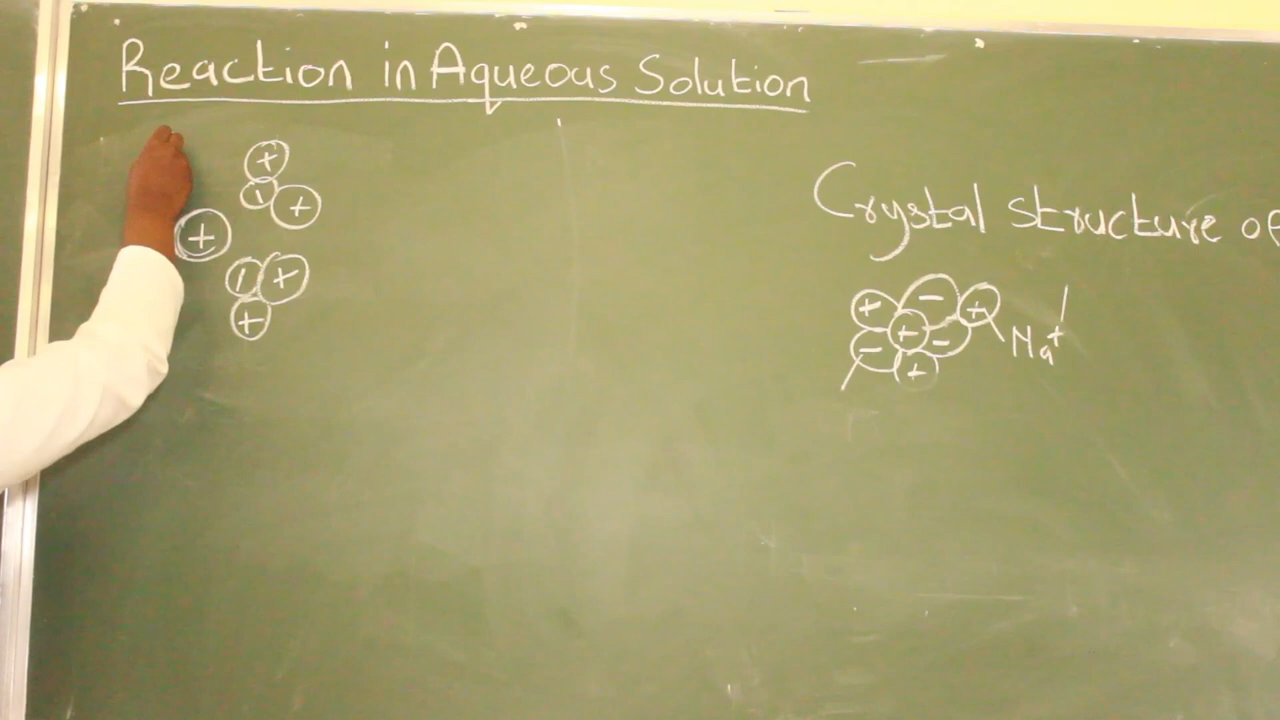 Reaction in Aqueous Solution
Crystal structure of
+
+
+
+
+
+ - +
+
- -
+
Na+